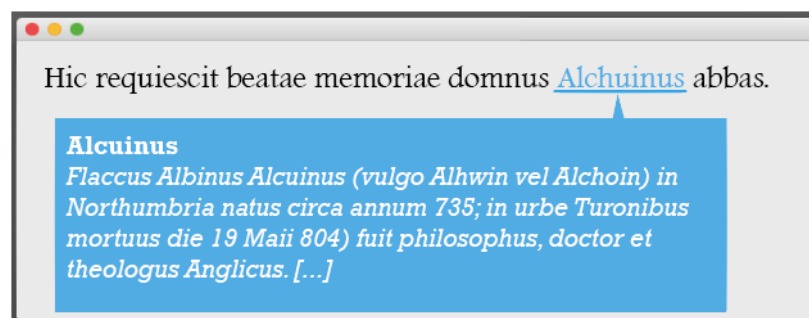 Hic requiescit beatae memoriae domnus Alchuinus abbas.
Alcuinus
Flaccus Albinus Alcuinus (vulgo Alhwin vel Alchoin) in
Northumbria natus circa annum 735; in urbe Turonibus
mortuus die 19 Maii 804) fuit philosophus, doctor et
theologus Anglicus. [...]